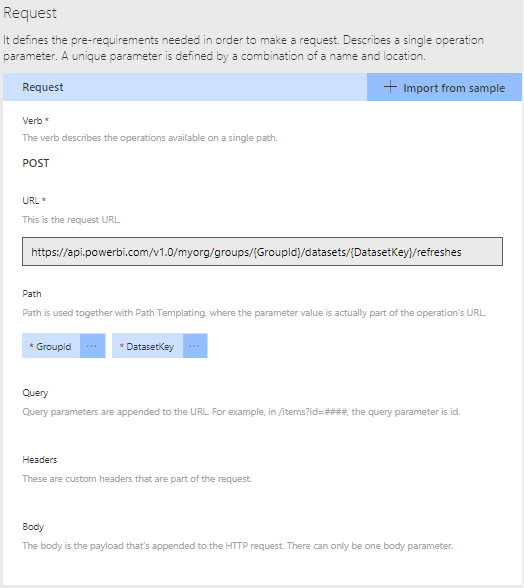 Request
It defines the pre-requirements needed in order to make a request. Describes a single operation
parameter. A unique parameter is defined by a combination of a name and location.
Request
+ Import from sample
Verb *
The verb describes the operations available on a single path.
POST
URL *
This is the request URL.
https://api.powerbi.com/v1.0/myorg/groups/{GroupId}/datasets/{DatasetKey}/refreshes
Path
Path is used together with Path Templating, where the parameter value is actually part of the operation's URL.
* GroupId ··· * DatasetKey ···
Query
Query parameters are appended to the URL. For example, in /items?id=####, the query parameter is id.
Headers
These are custom headers that are part of the request.
Body
The body is the payload that's appended to the HTTP request. There can only be one body parameter.